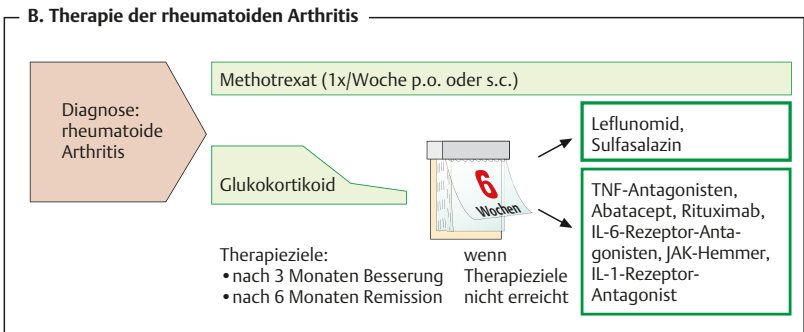 B. Therapie der rheumatoiden Arthritis
Diagnose:
rheumatoide
Arthritis
Methotrexat (1x/Woche p.o. oder s.c.)
Glukokortikoid
6
Wochen
Leflunomid,
Sulfasalazin
TNF-Antagonisten,
Abatacept, Rituximab,
IL-6-Rezeptor-Anta-
gonisten, JAK-Hemmer,
IL-1-Rezeptor-
Antagonist
Therapieziele:
• nach 3 Monaten Besserung
• nach 6 Monaten Remission
wenn
Therapieziele
nicht erreicht